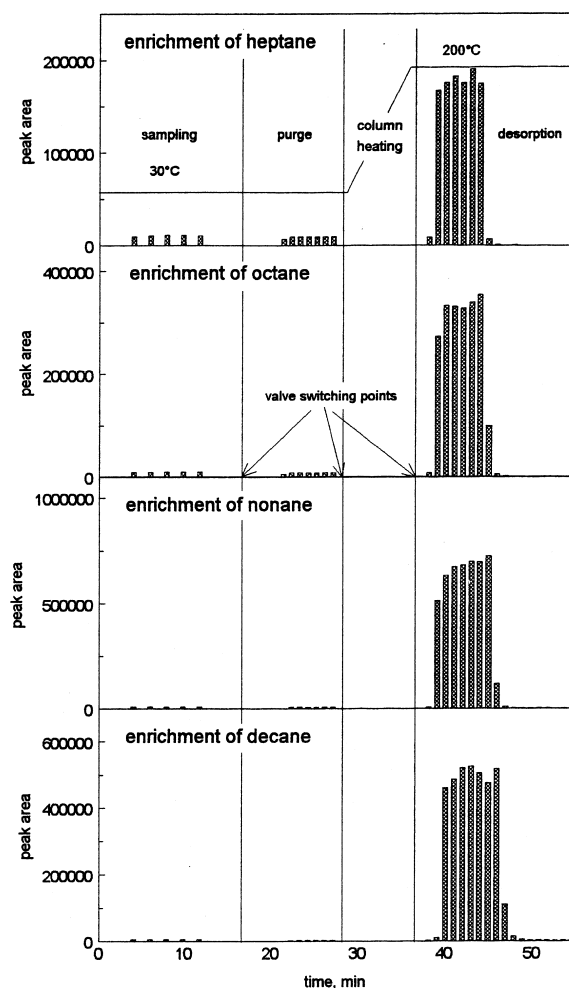 enrichment of heptane
200°C
200000
column
heating
sampling
purge
desorption
peak area
100000
30°C
0
400000
enrichment of octane
300000
peak area
200000
valve switching points
100000
0
1000000
enrichment of nonane
peak area
500000
0
600000
enrichment of decane
peak area
400000
200000
0
0 10 20 30 40 50
time, min